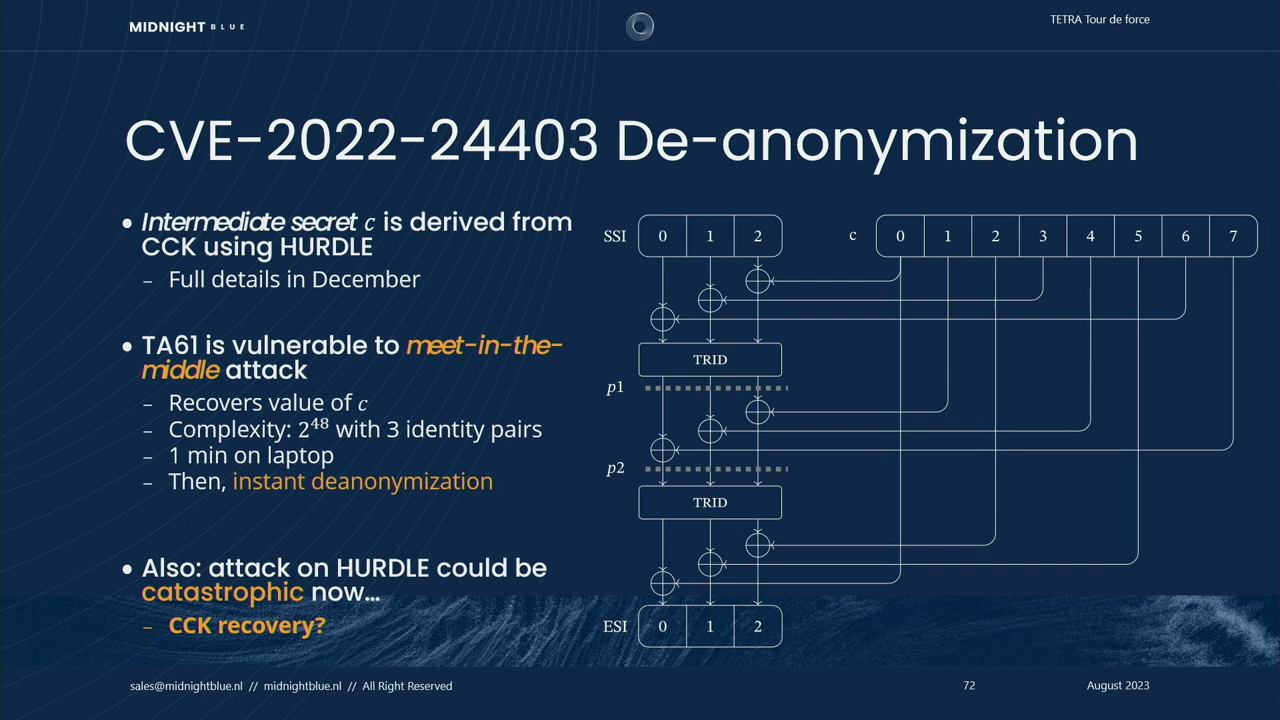 MIDNIGHT BLUE
TETRA Tour de force
CVE-2022-24403 De-anonymization
• Intermediate secret c is derived from
CCK using HURDLE
– Full details in December
• TA61 is vulnerable to meet-in-the-
middle attack
– Recovers value of c
– Complexity: 2⁴⁸ with 3 identity pairs
– 1 min on laptop
– Then, instant deanonymization
• Also: attack on HURDLE could be
catastrophic now...
– CCK recovery?
SSI 0 1 2
c 0 1 2 3 4 5 6 7
TRID
p1
p2
TRID
ESI 0 1 2
sales@midnightblue.nl // midnightblue.nl // All Right Reserved
72
August 2023